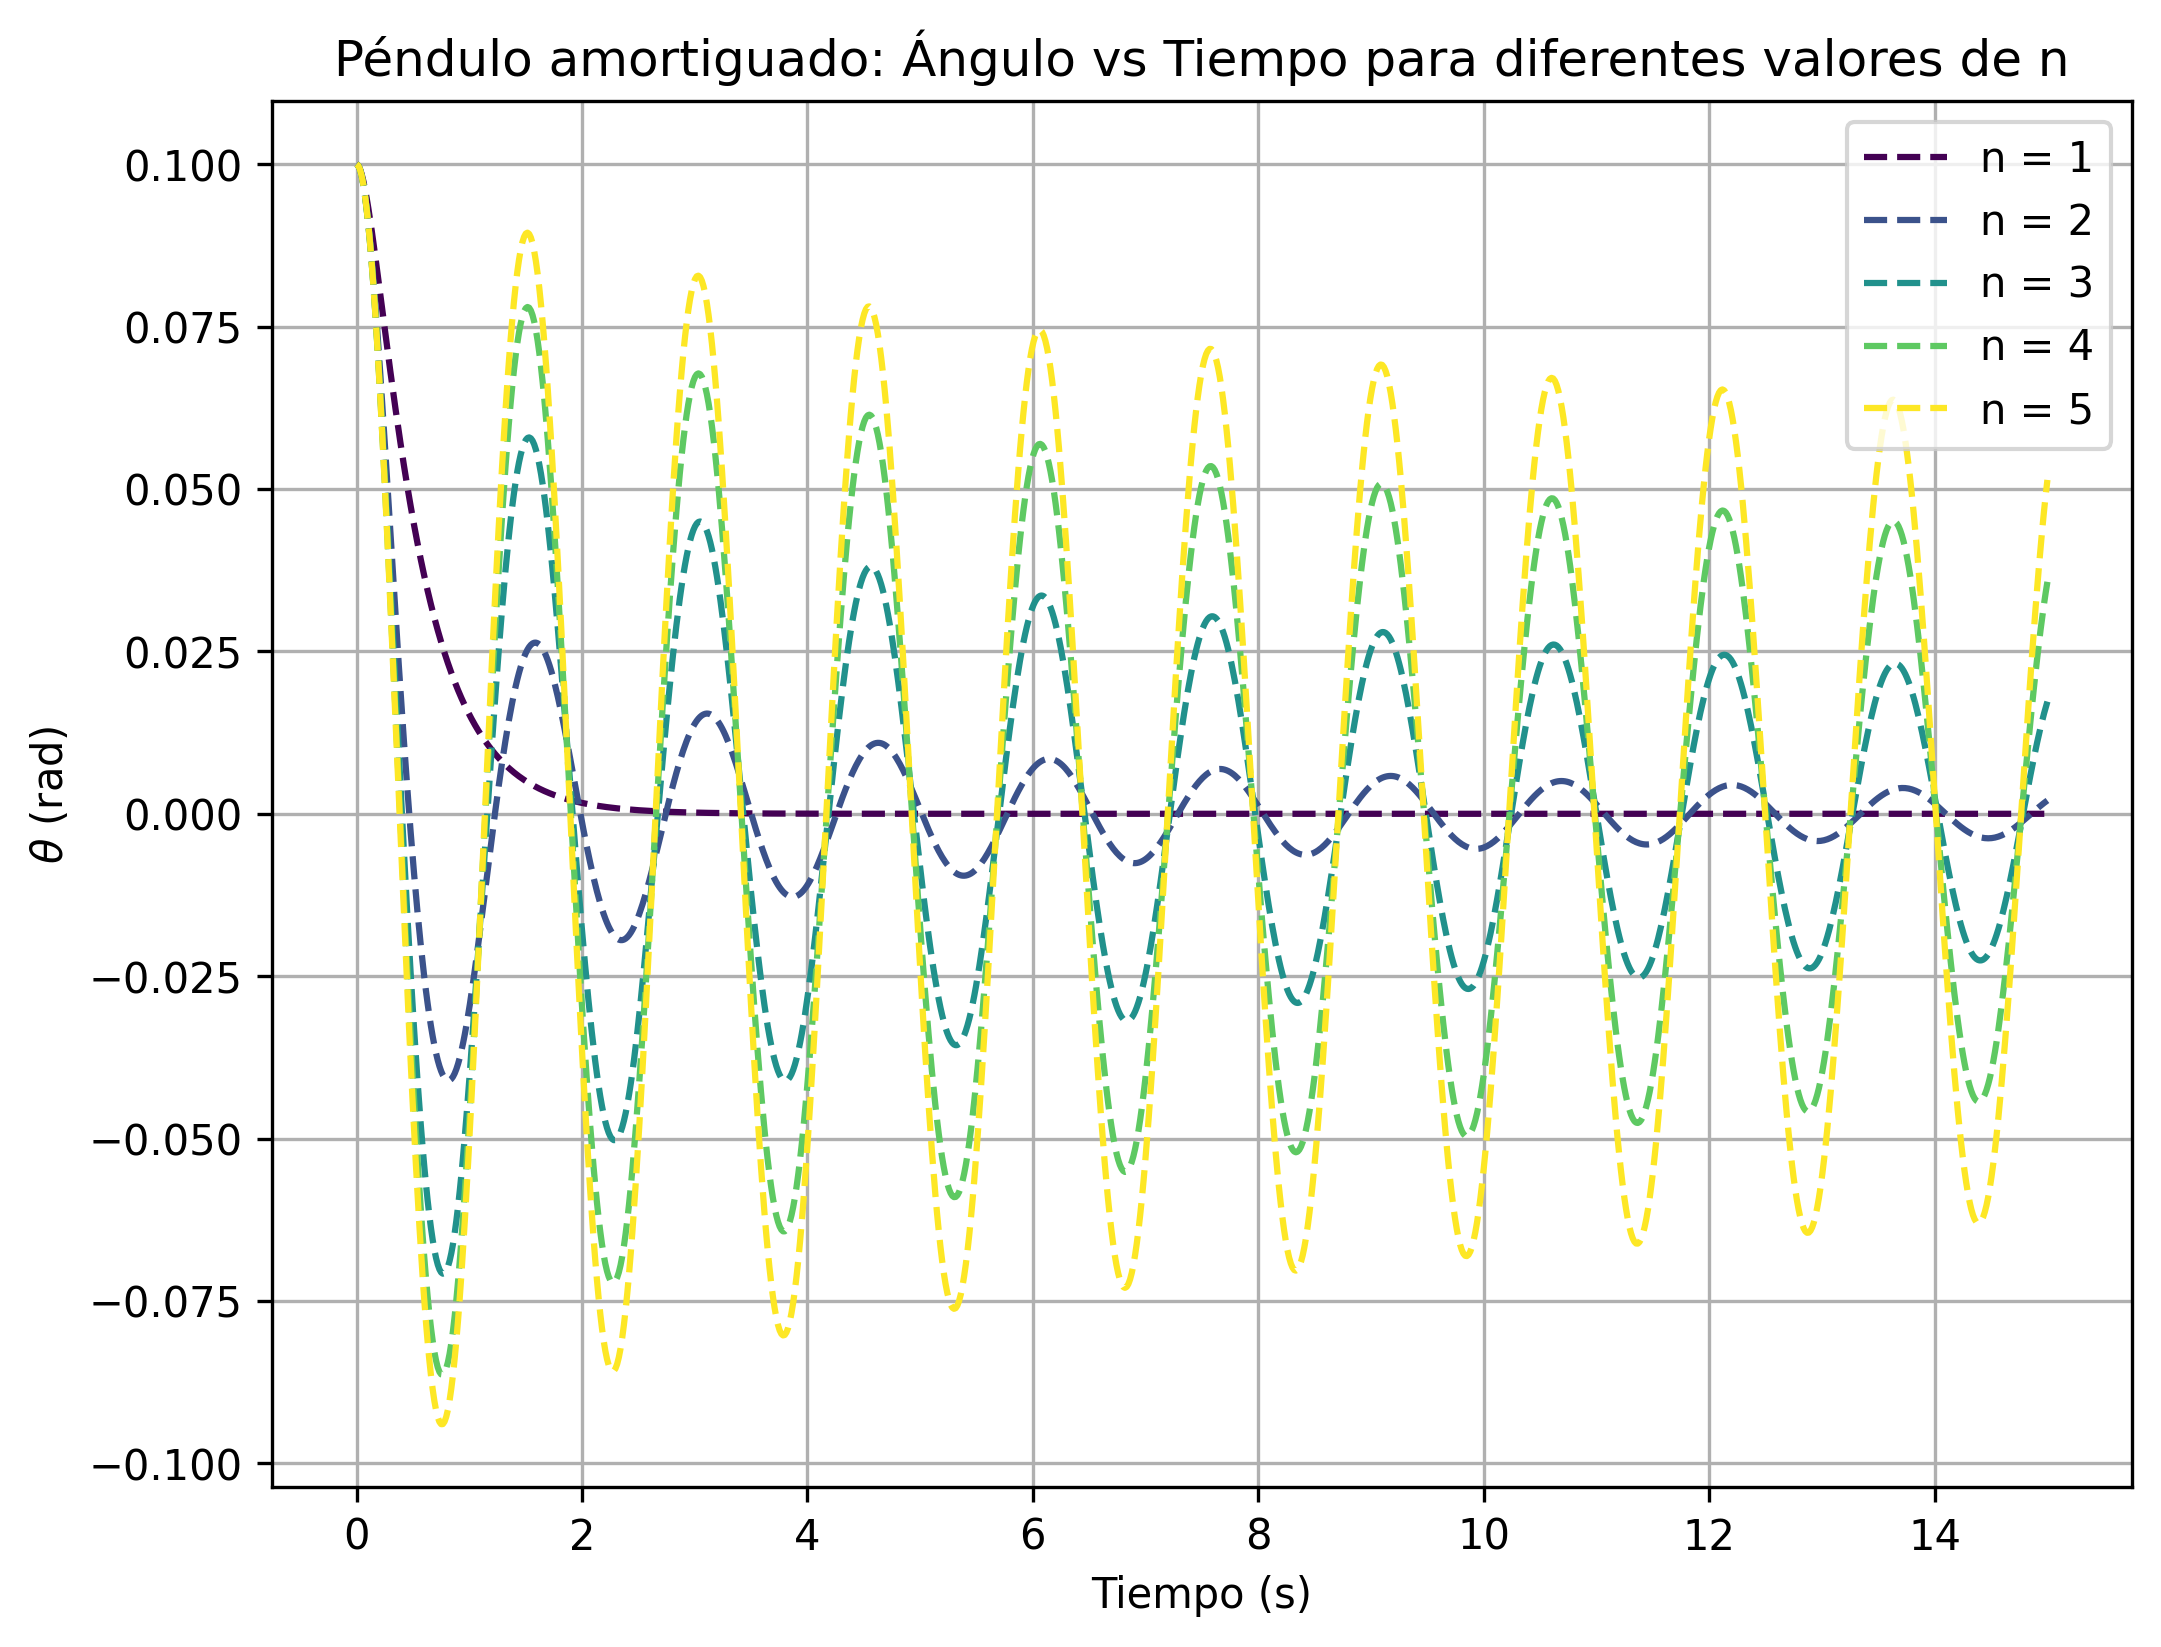 Péndulo amortiguado: Ángulo vs Tiempo para diferentes valores de n
n = 1
n = 2
n = 3
n = 4
n = 5
0.100
0.075
0.050
0.025
0.000
−0.025
−0.050
−0.075
−0.100
θ (rad)
0 2 4 6 8 10 12 14
Tiempo (s)